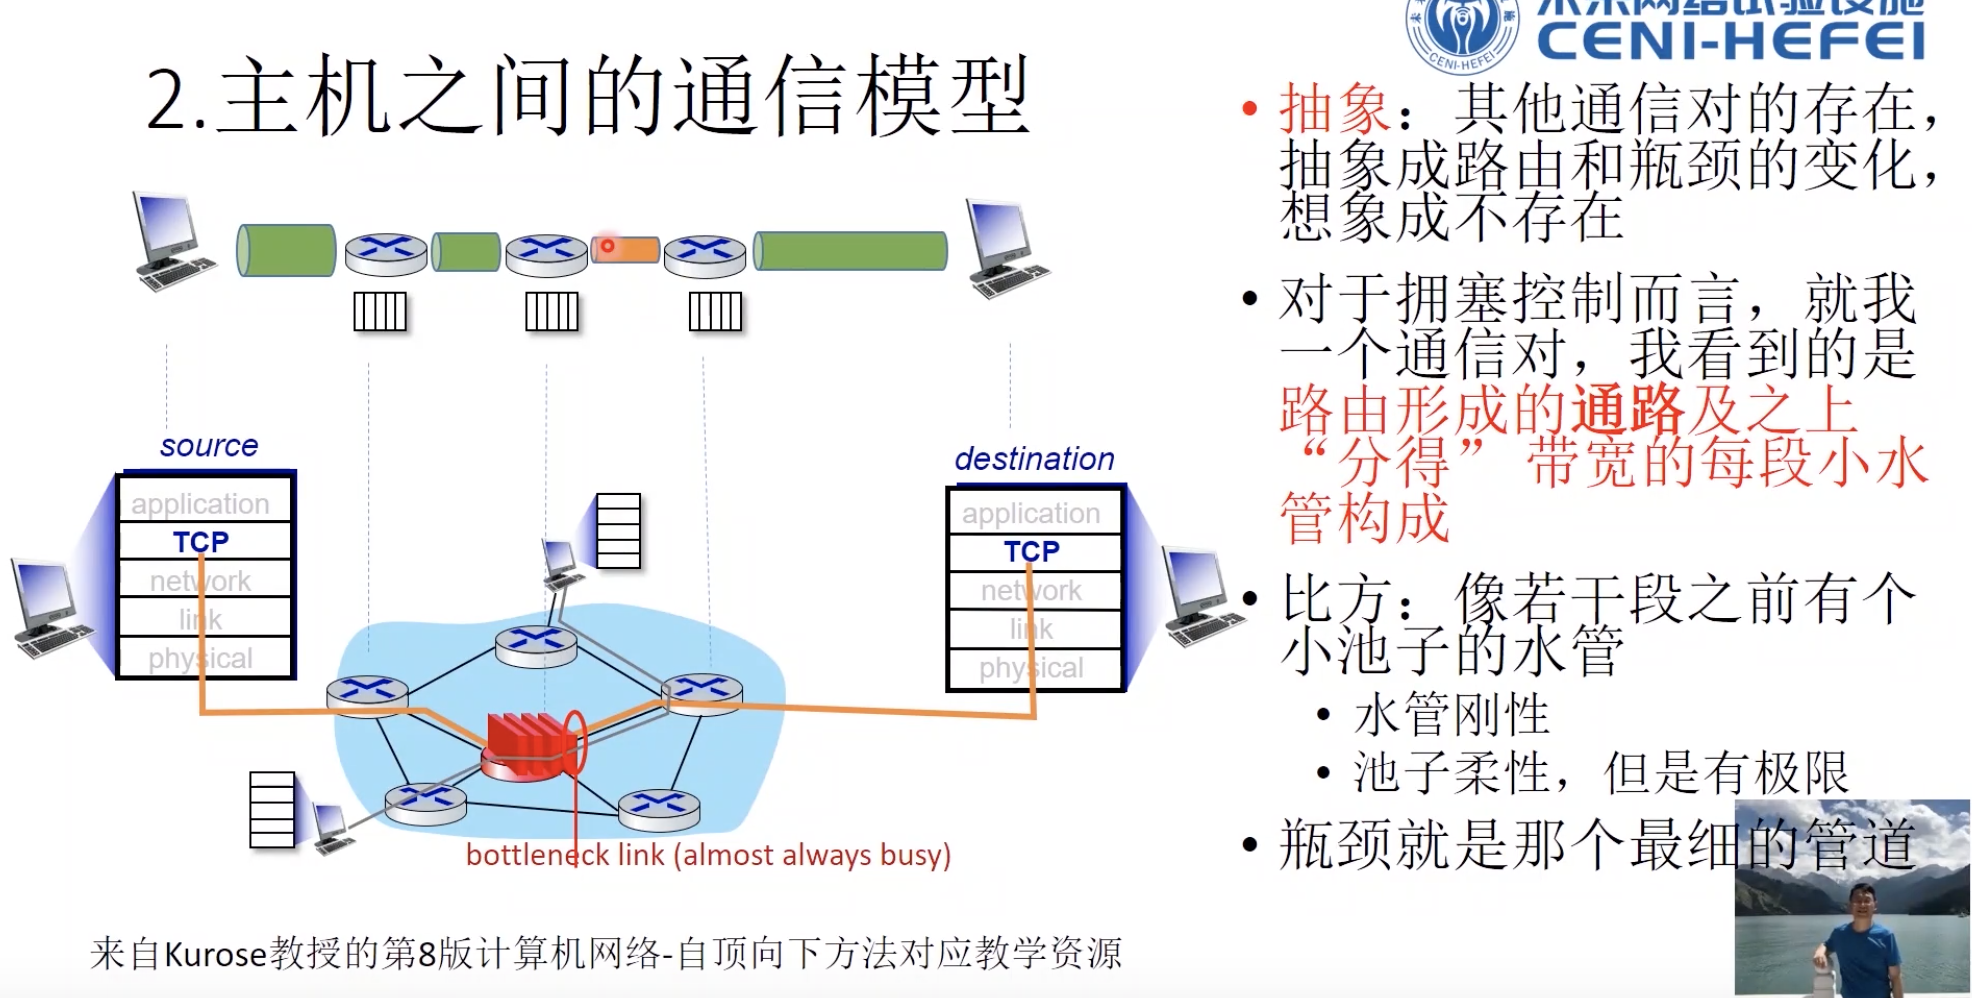 未来网络试验设施
CENI-HEFEI
CENI-HEFEI
2.主机之间的通信模型
• 抽象：其他通信对的存在，
抽象成路由和瓶颈的变化，
想象成不存在
• 对于拥塞控制而言，就我
一个通信对，我看到的是
路由形成的通路及之上
“分得”带宽的每段小水
管构成
• 比方：像若干段之前有个
小池子的水管
• 水管刚性
• 池子柔性，但是有极限
• 瓶颈就是那个最细的管道
source
application
TCP
network
link
physical
destination
application
TCP
network
link
physical
bottleneck link (almost always busy)
来自Kurose教授的第8版计算机网络-自顶向下方法对应教学资源